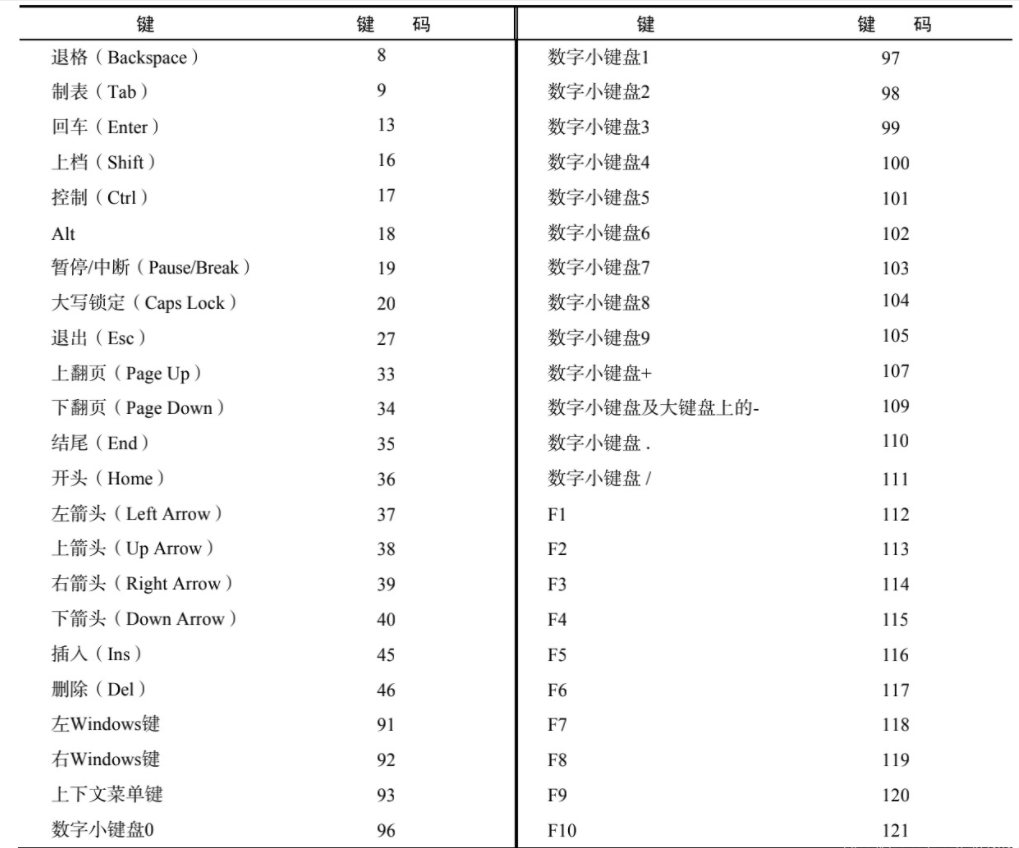 键 键 码 键 键 码
退格（Backspace） 8 数字小键盘1 97
制表（Tab） 9 数字小键盘2 98
回车（Enter） 13 数字小键盘3 99
上档（Shift） 16 数字小键盘4 100
控制（Ctrl） 17 数字小键盘5 101
Alt 18 数字小键盘6 102
暂停/中断（Pause/Break） 19 数字小键盘7 103
大写锁定（Caps Lock） 20 数字小键盘8 104
退出（Esc） 27 数字小键盘9 105
上翻页（Page Up） 33 数字小键盘+ 107
下翻页（Page Down） 34 数字小键盘及大键盘上的- 109
结尾（End） 35 数字小键盘 . 110
开头（Home） 36 数字小键盘 / 111
左箭头（Left Arrow） 37 F1 112
上箭头（Up Arrow） 38 F2 113
右箭头（Right Arrow） 39 F3 114
下箭头（Down Arrow） 40 F4 115
插入（Ins） 45 F5 116
删除（Del） 46 F6 117
左Windows键 91 F7 118
右Windows键 92 F8 119
上下文菜单键 93 F9 120
数字小键盘0 96 F10 121